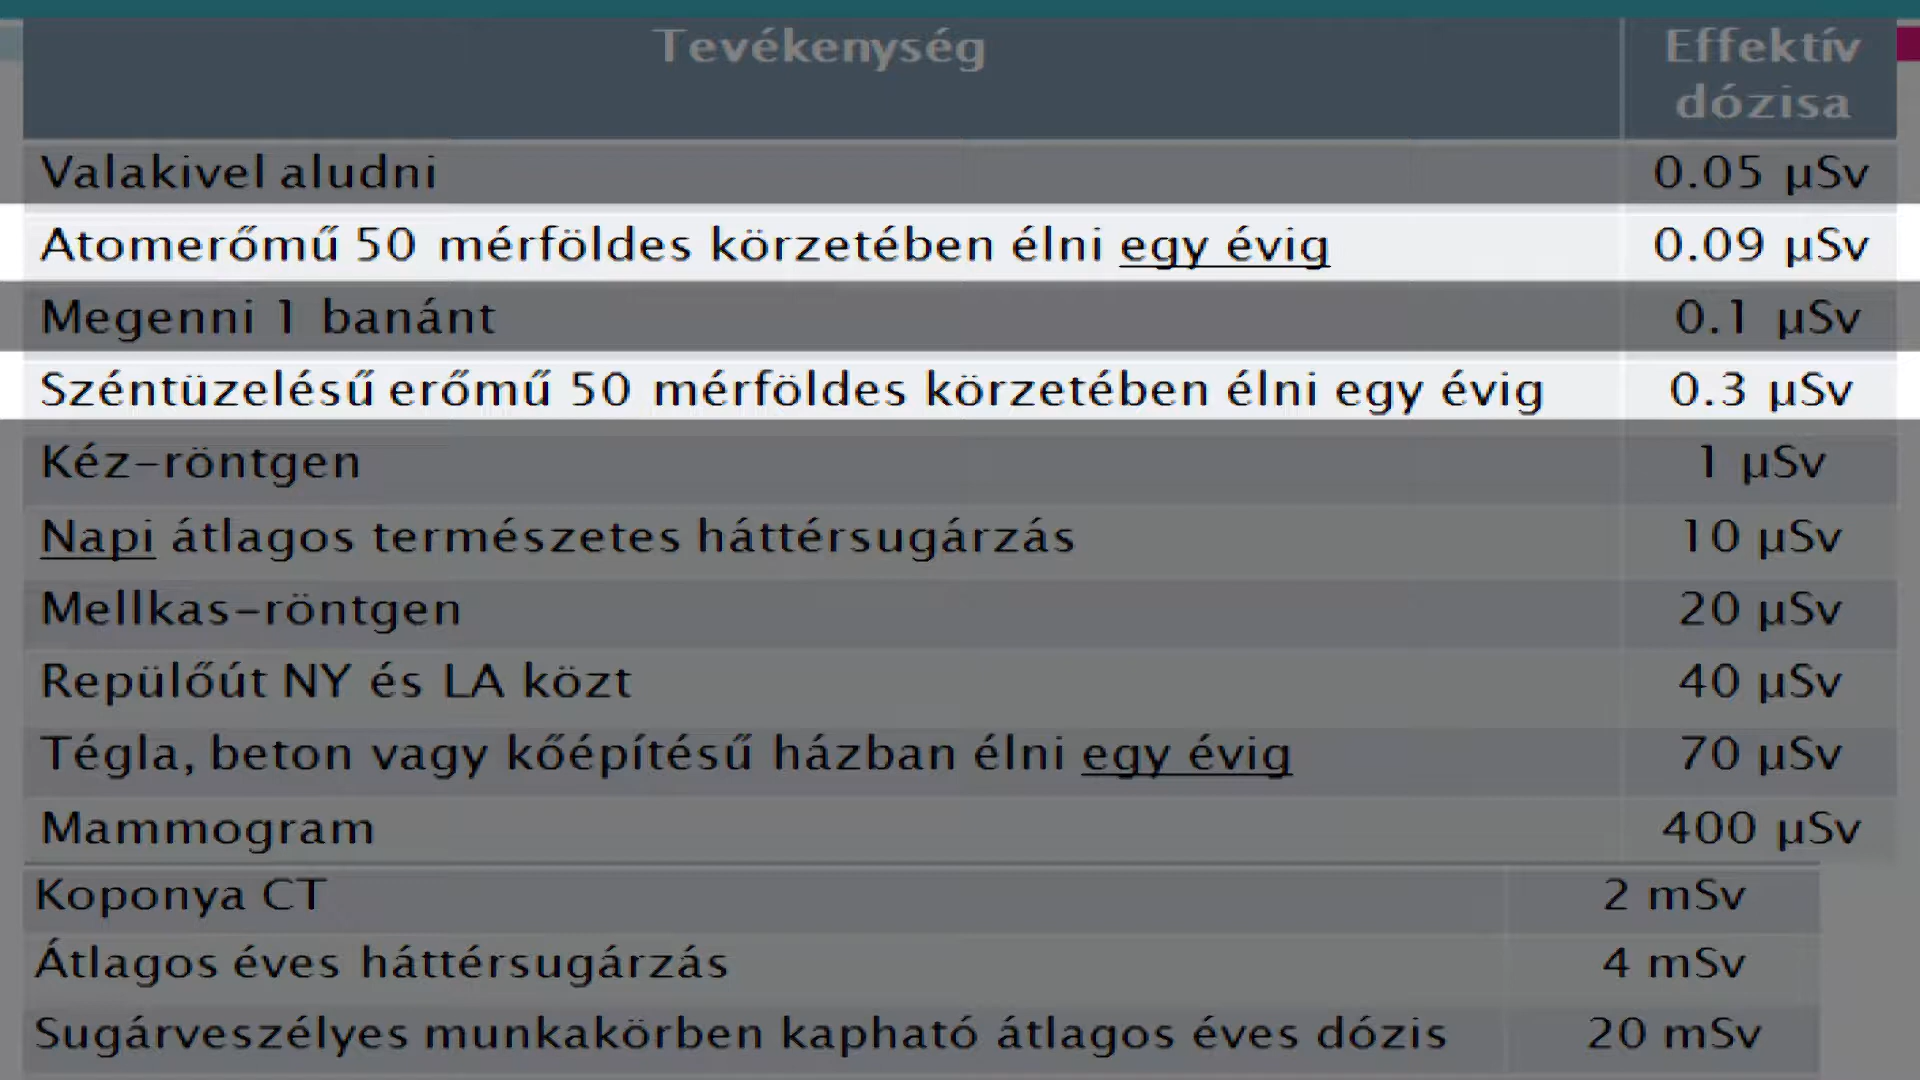 Tevékenység
Effektív
dózisa
Valakivel aludni 0.05 µSv
Atomerőmű 50 mérföldes körzetében élni egy évig 0.09 µSv
Megenni 1 banánt 0.1 µSv
Széntüzelésű erőmű 50 mérföldes körzetében élni egy évig 0.3 µSv
Kéz-röntgen 1 µSv
Napi átlagos természetes háttérsugárzás 10 µSv
Mellkas-röntgen 20 µSv
Repülőút NY és LA közt 40 µSv
Tégla, beton vagy kőépítésű házban élni egy évig 70 µSv
Mammogram 400 µSv
Koponya CT 2 mSv
Átlagos éves háttérsugárzás 4 mSv
Sugárveszélyes munkakörben kapható átlagos éves dózis 20 mSv